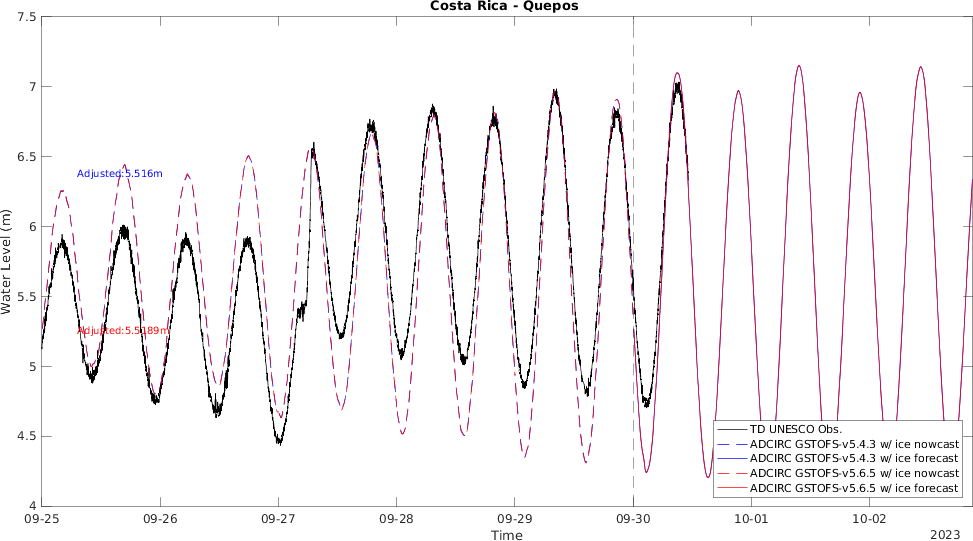 Costa Rica - Quepos
7.5
7
6.5
6
5.5
5
4.5
4
Water Level (m)
Adjusted:5.516m
Adjusted:5.5189m
TD UNESCO Obs.
ADCIRC GSTOFS-v5.4.3 w/ ice nowcast
ADCIRC GSTOFS-v5.4.3 w/ ice forecast
ADCIRC GSTOFS-v5.6.5 w/ ice nowcast
ADCIRC GSTOFS-v5.6.5 w/ ice forecast
09-25 09-26 09-27 09-28 09-29 09-30 10-01 10-02
Time
2023